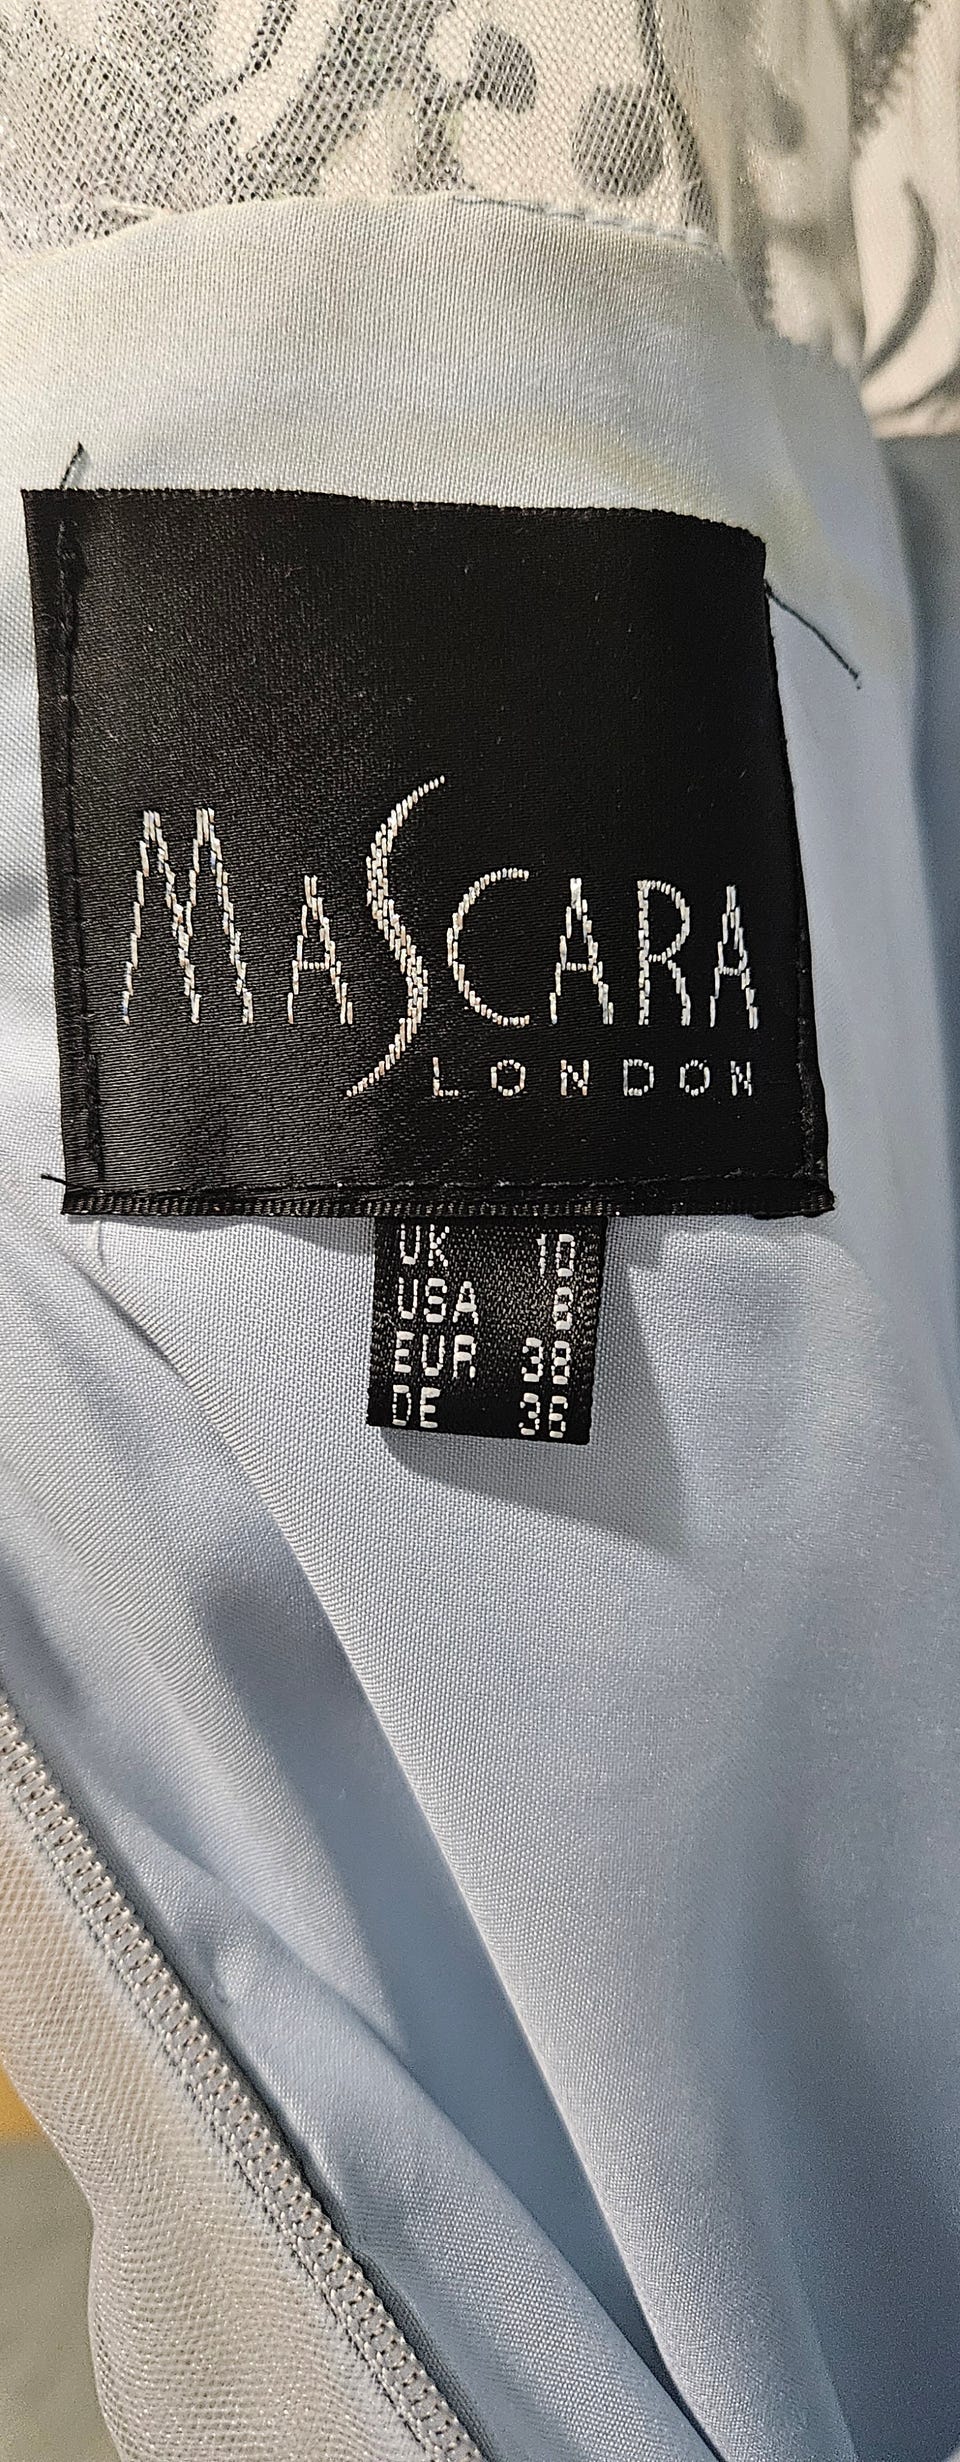 MASCARA
LONDON
UK 10
USA 8
EUR 38
DE 36